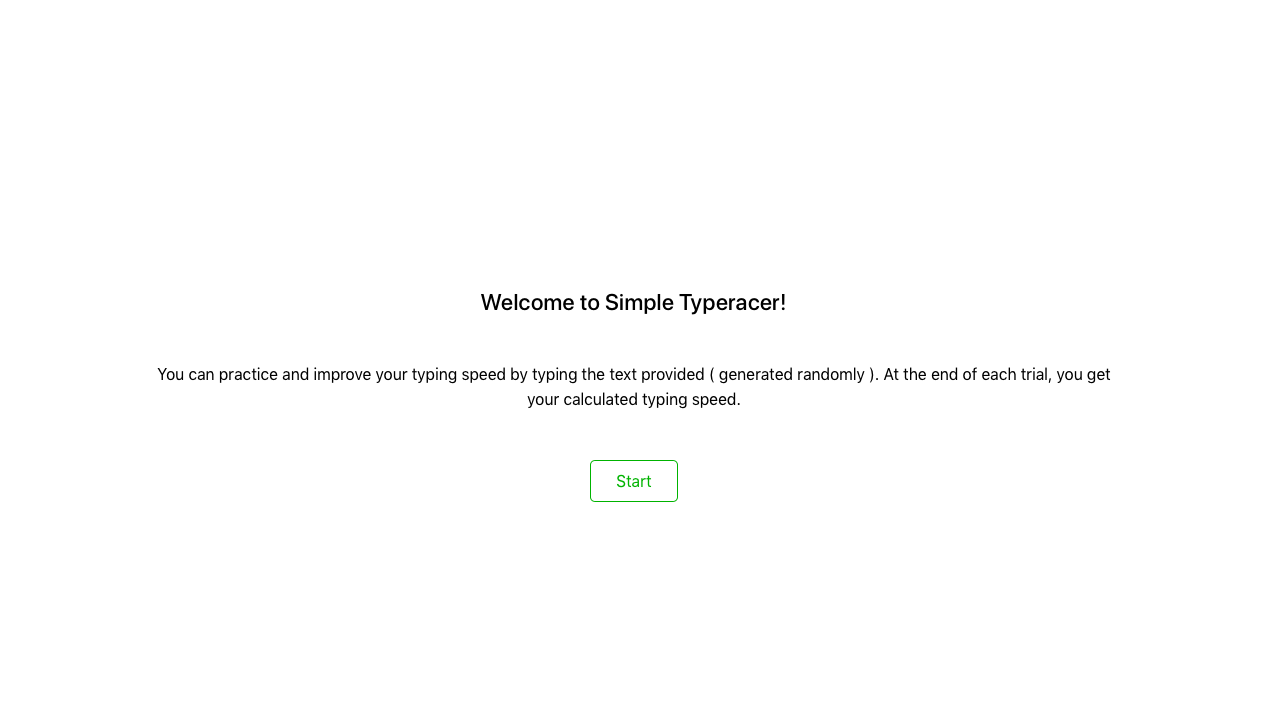 Welcome to Simple Typeracer!
You can practice and improve your typing speed by typing the text provided ( generated randomly ). At the end of each trial, you get
your calculated typing speed.
Start